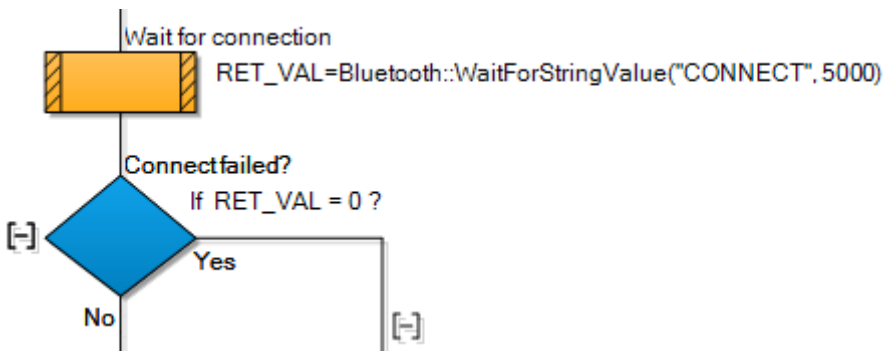 Wait for connection
RET_VAL=Bluetooth::WaitForStringValue("CONNECT", 5000)
Connect failed?
If RET_VAL = 0 ?
[-]
Yes
No
[-]